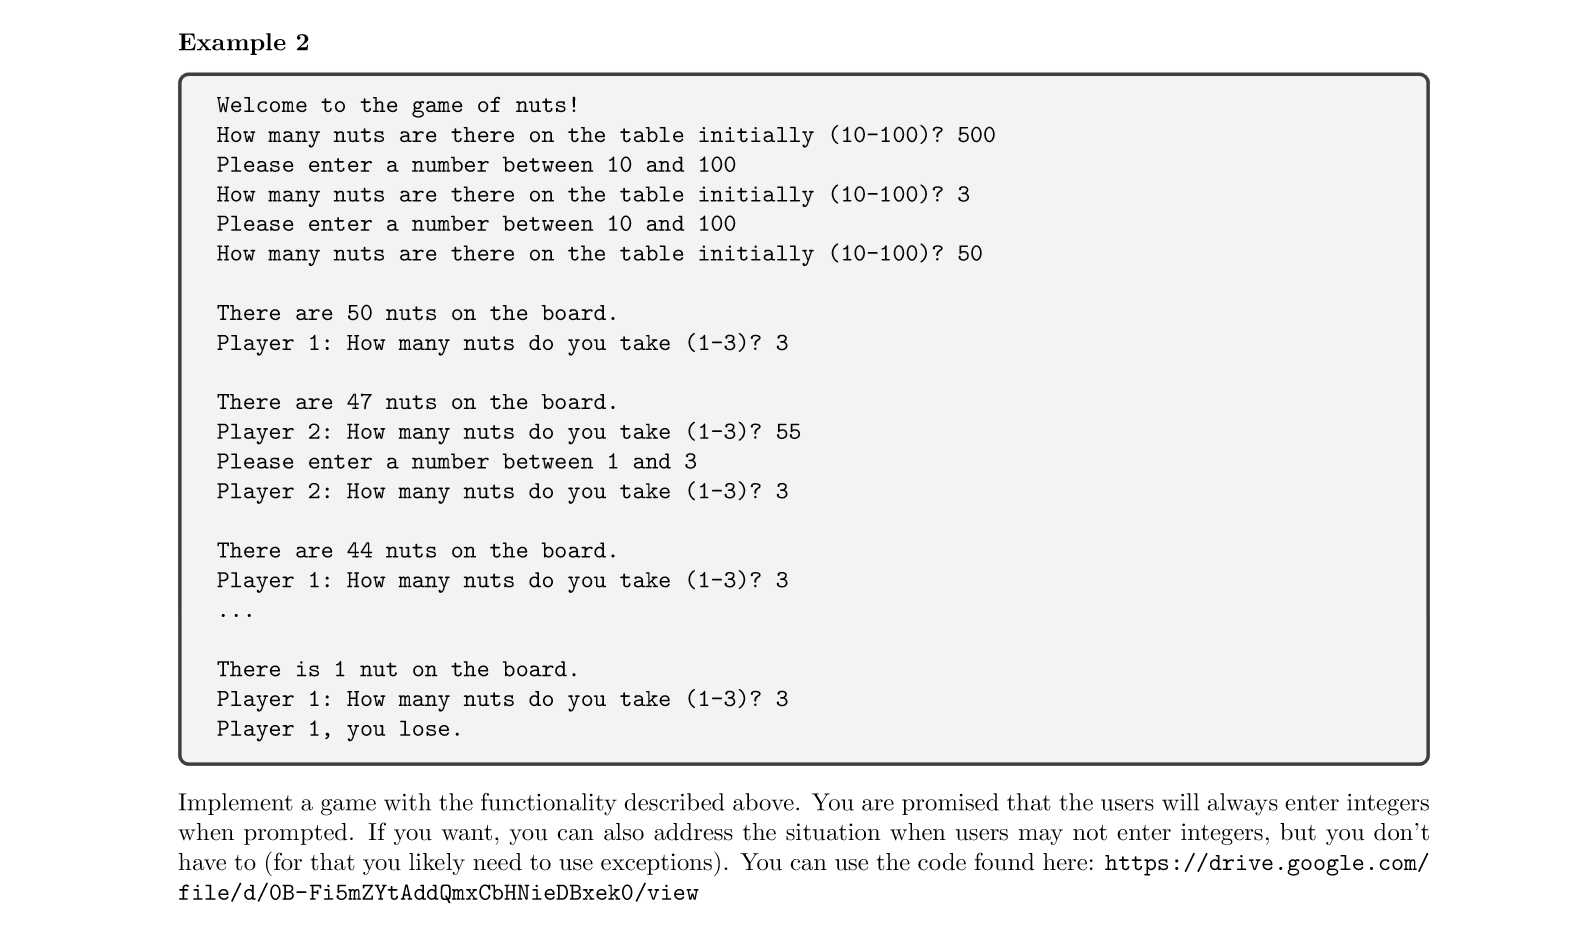 Example 2
Welcome to the game of nuts!
How many nuts are there on the table initially (10-100)? 500
Please enter a number between 10 and 100
How many nuts are there on the table initially (10-100)? 3
Please enter a number between 10 and 100
How many nuts are there on the table initially (10-100)? 50
There are 50 nuts on the board.
Player 1: How many nuts do you take (1-3)? 3
There are 47 nuts on the board.
Player 2: How many nuts do you take (1-3)? 55
Please enter a number between 1 and 3
Player 2: How many nuts do you take (1-3)? 3
There are 44 nuts on the board.
Player 1: How many nuts do you take (1-3)? 3
...
There is 1 nut on the board.
Player 1: How many nuts do you take (1-3)? 3
Player 1, you lose.
Implement a game with the functionality described above. You are promised that the users will always enter integers
when prompted. If you want, you can also address the situation when users may not enter integers, but you don't
have to (for that you likely need to use exceptions). You can use the code found here: https://drive.google.com/
file/d/0B-Fi5mZYtAddQmxCbHNieDBxek0/view